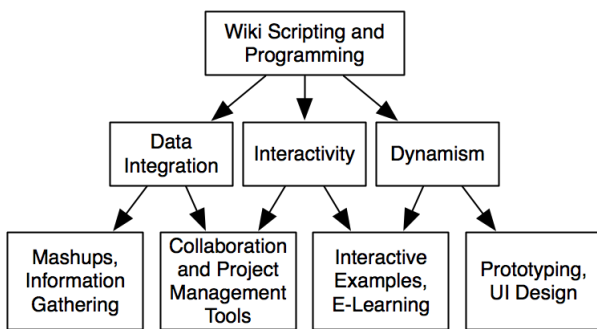 Wiki Scripting and
Programming
Data
Integration
Interactivity
Dynamism
Mashups,
Information
Gathering
Collaboration
and Project
Management
Tools
Interactive
Examples,
E-Learning
Prototyping,
UI Design